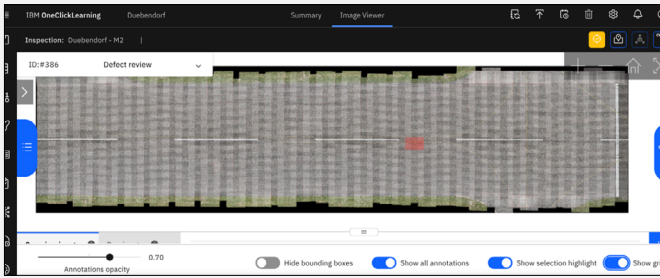 IBM OneClickLearning Duebendorf Summary Image Viewer
Inspection: Duebendorf - M2 |
ID:#386 Defect review
0.70
Annotations opacity
Hide bounding boxes
Show all annotations
Show selection highlight
Show gr